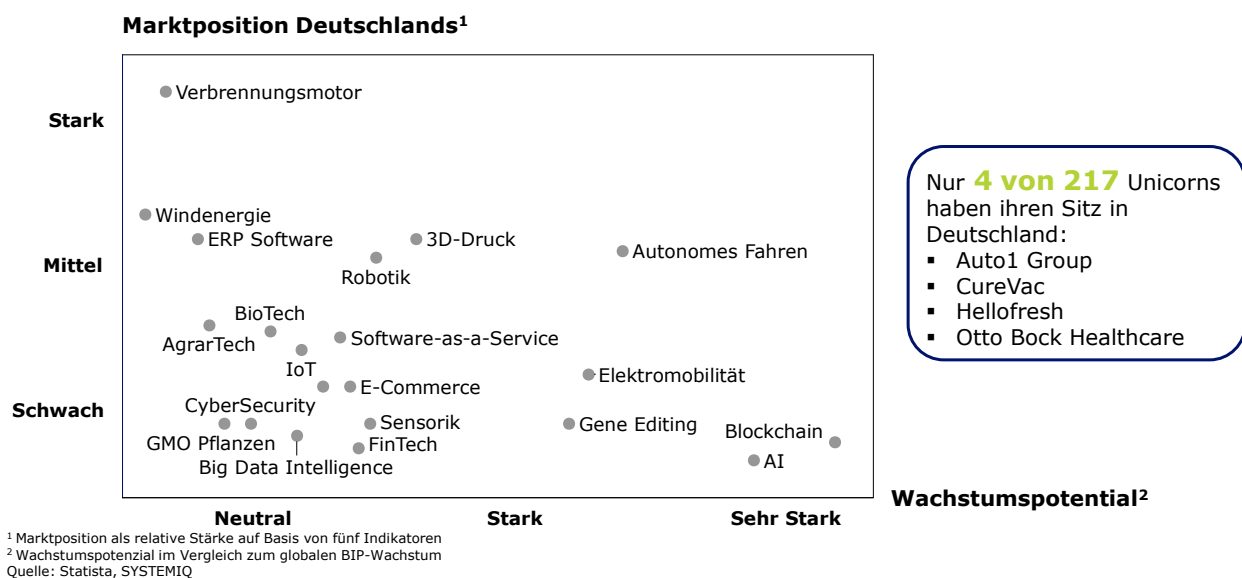 Marktposition Deutschlands¹
Verbrennungsmotor
Stark
Windenergie
ERP Software
3D-Druck
Autonomes Fahren
Mittel
Robotik
BioTech
AgrarTech
Software-as-a-Service
IoT
E-Commerce
Elektromobilität
Schwach
CyberSecurity
Sensorik
Gene Editing
Blockchain
GMO Pflanzen
FinTech
AI
Big Data Intelligence
Nur 4 von 217 Unicorns
haben ihren Sitz in
Deutschland:
▪ Auto1 Group
▪ CureVac
▪ Hellofresh
▪ Otto Bock Healthcare
Wachstumspotential²
Neutral
Stark
Sehr Stark
¹ Marktposition als relative Stärke auf Basis von fünf Indikatoren
² Wachstumspotenzial im Vergleich zum globalen BIP-Wachstum
Quelle: Statista, SYSTEMIQ